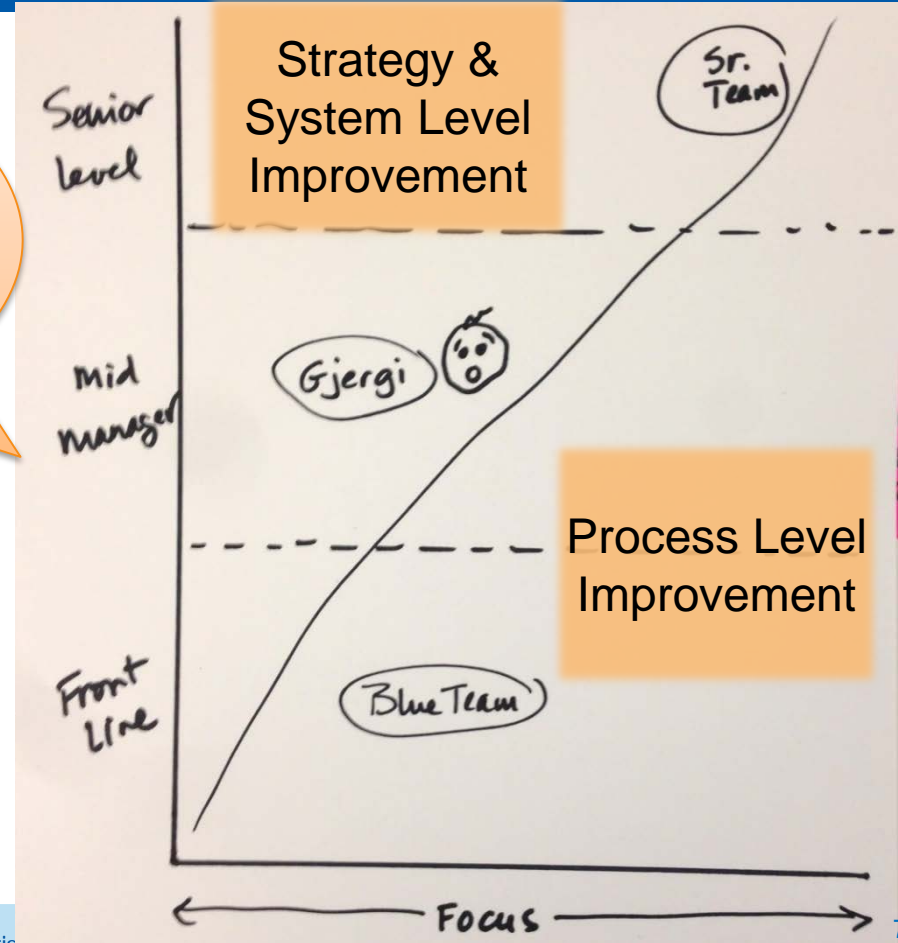 Strategy &
System Level
Improvement
Sr.
Team
Senior
level
Gjergi
Mid
manager
Process Level
Improvement
Front
Line
Blue Team
Focus
7